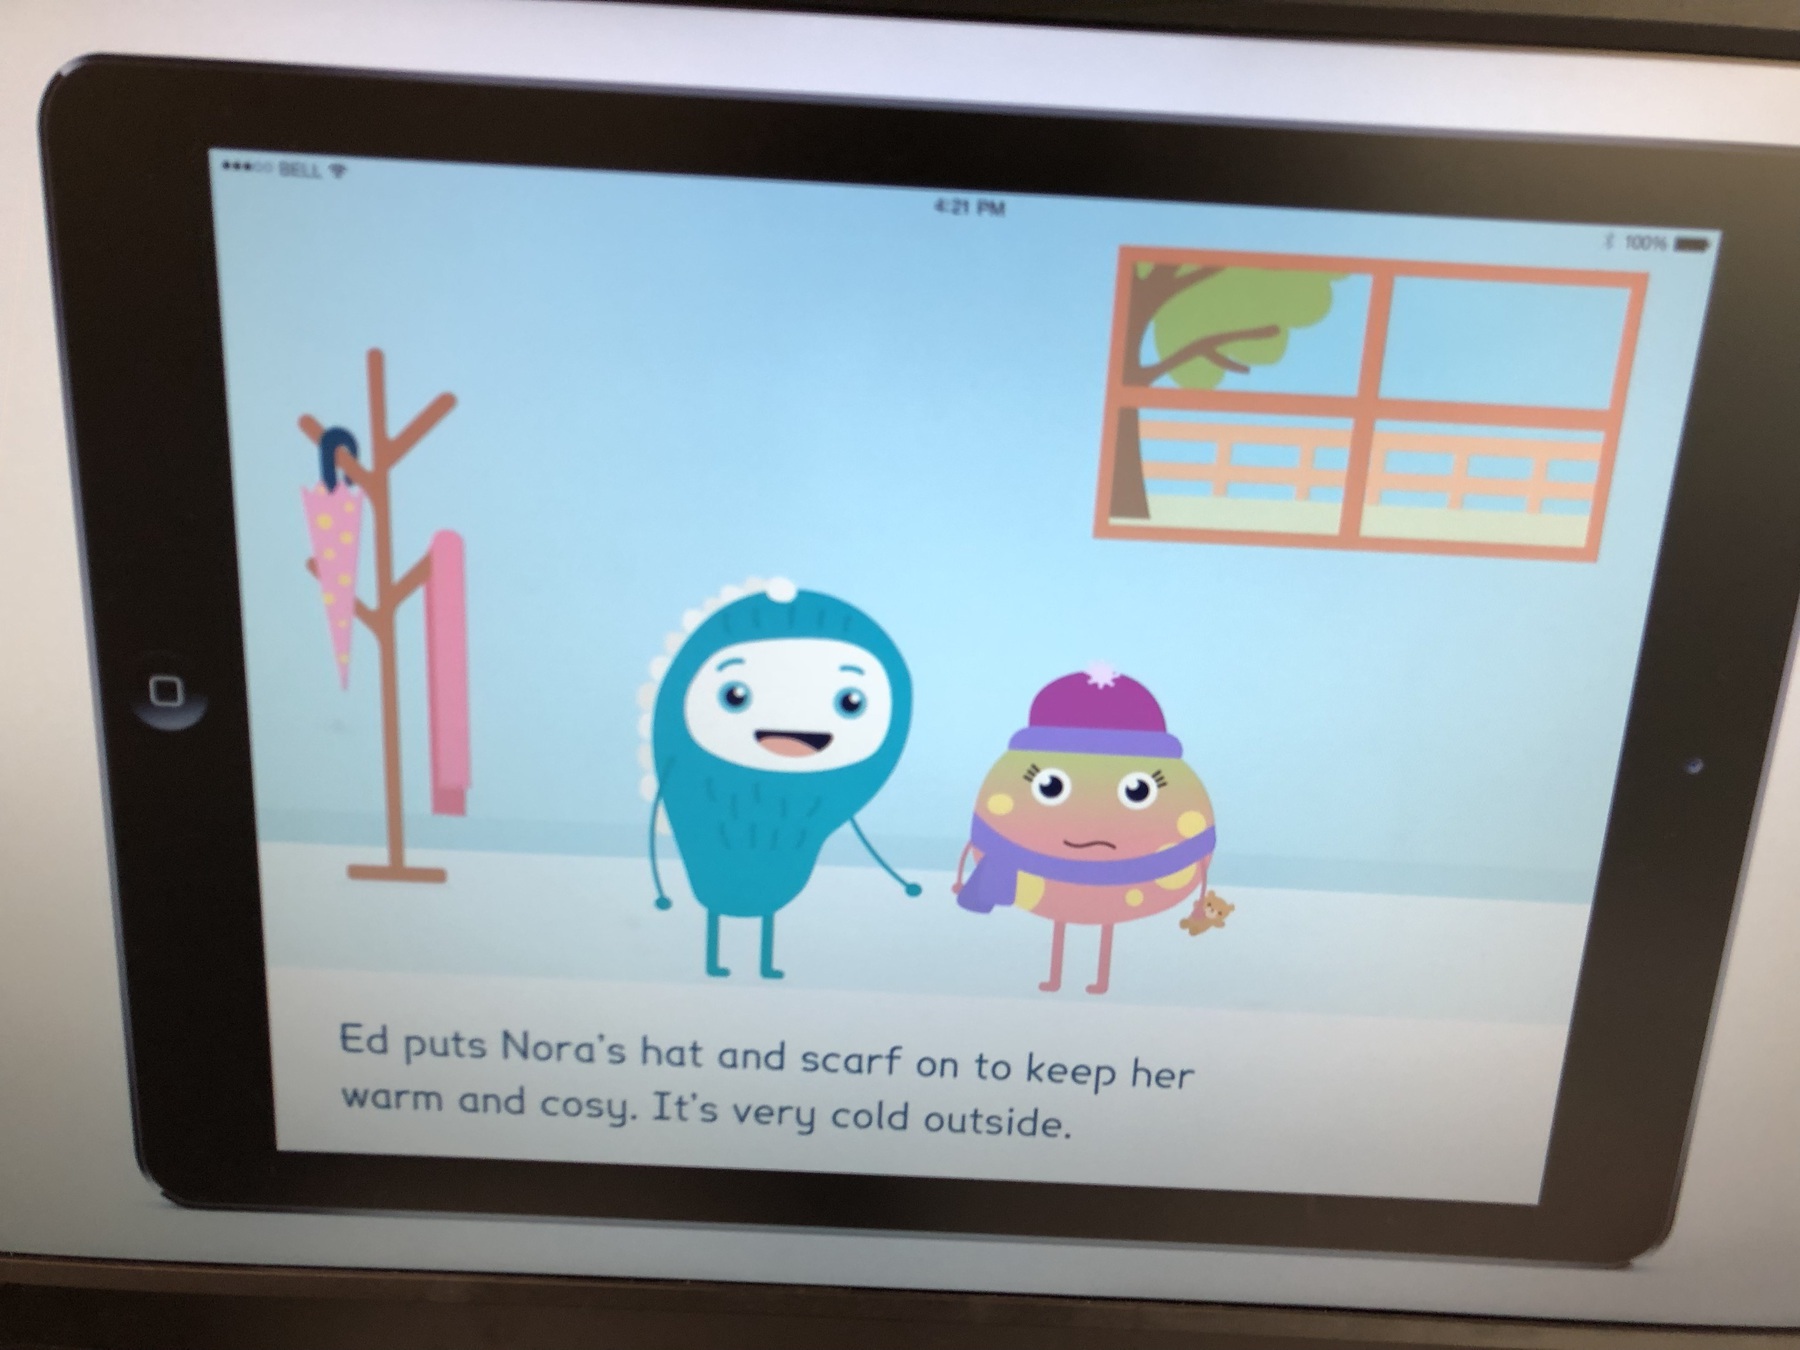 BELL
4:21 PM
100%
Ed puts Nora's hat and scarf on to keep her
warm and cosy. It's very cold outside.